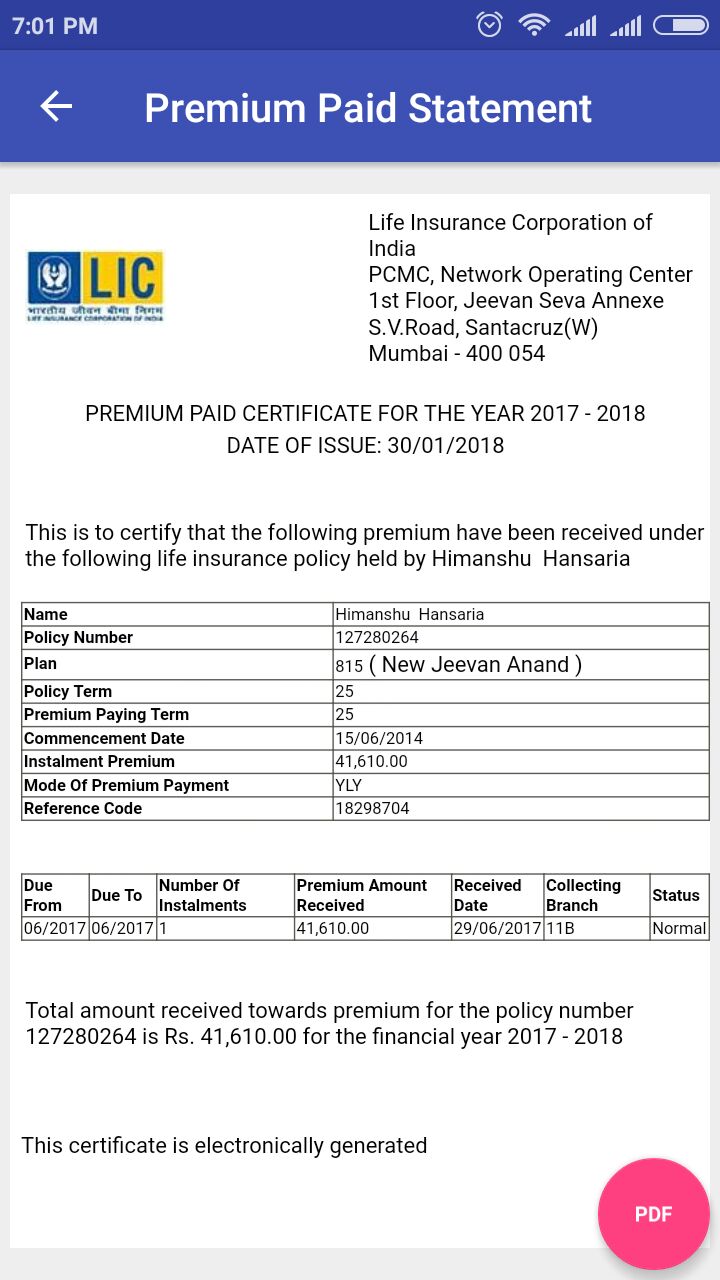 7:01 PM
Premium Paid Statement
LIC
भारतीय जीवन बीमा निगम
LIFE INSURANCE CORPORATION OF INDIA
Life Insurance Corporation of
India
PCMC, Network Operating Center
1st Floor, Jeevan Seva Annexe
S.V.Road, Santacruz(W)
Mumbai - 400 054
PREMIUM PAID CERTIFICATE FOR THE YEAR 2017 - 2018
DATE OF ISSUE: 30/01/2018
This is to certify that the following premium have been received under
the following life insurance policy held by Himanshu  Hansaria
Name Himanshu  Hansaria
Policy Number 127280264
Plan 815 ( New Jeevan Anand )
Policy Term 25
Premium Paying Term 25
Commencement Date 15/06/2014
Instalment Premium 41,610.00
Mode Of Premium Payment YLY
Reference Code 18298704
Due From Due To Number Of Instalments Premium Amount Received Received Date Collecting Branch Status
06/2017 06/2017 1 41,610.00 29/06/2017 11B Normal
Total amount received towards premium for the policy number
127280264 is Rs. 41,610.00 for the financial year 2017 - 2018
This certificate is electronically generated
PDF